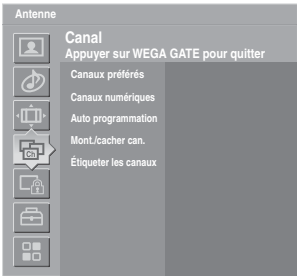 Antenne
Canal
Appuyer sur WEGA GATE pour quitter
Canaux préférés
Canaux numériques
Auto programmation
Mont./cacher can.
Étiqueter les canaux
Ch